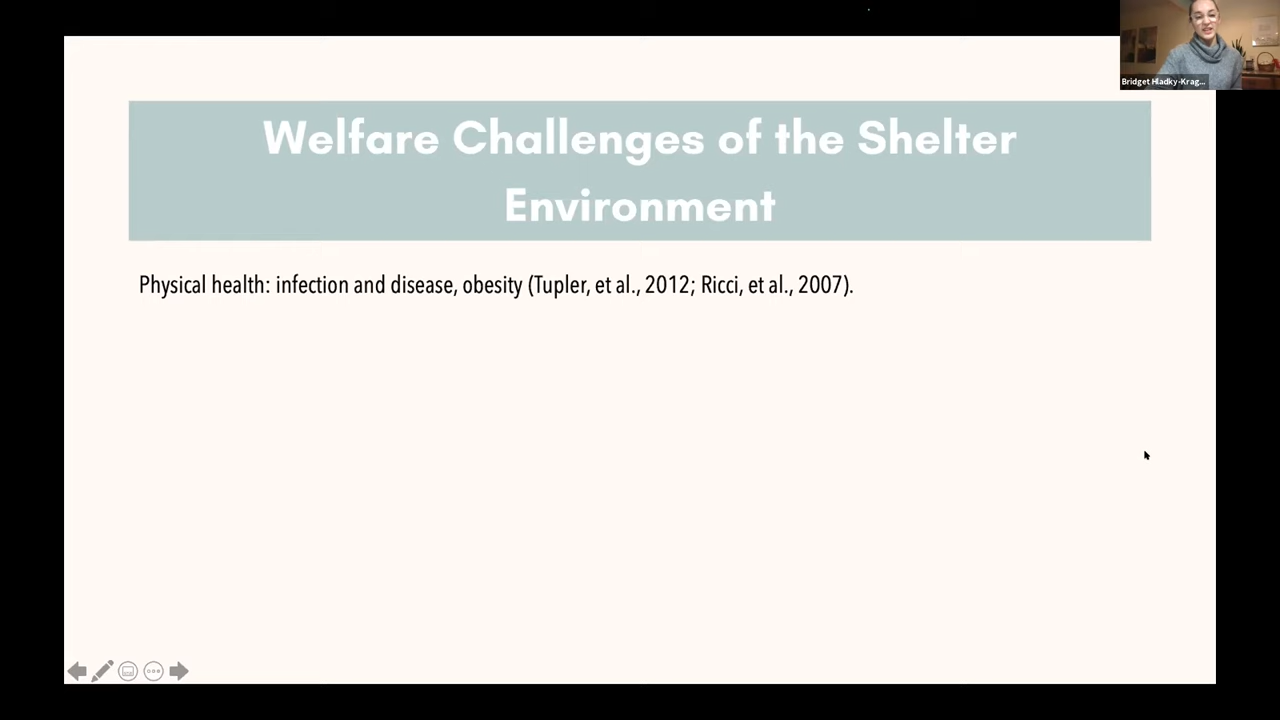 Bridget Hladky-Krag...
Welfare Challenges of the Shelter
Environment
Physical health: infection and disease, obesity (Tupler, et al., 2012; Ricci, et al., 2007).